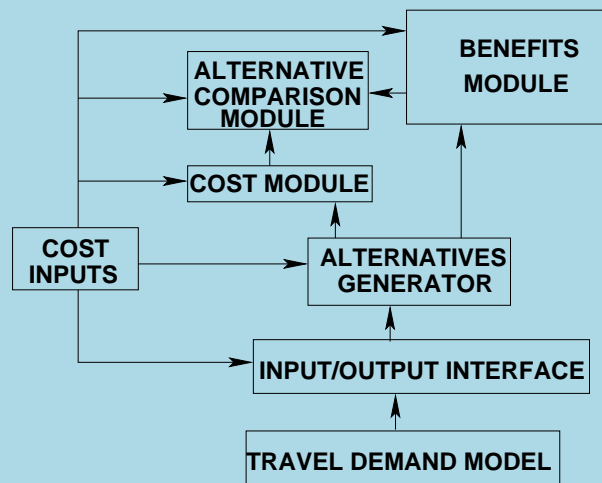 BENEFITS
MODULE
ALTERNATIVE
COMPARISON
MODULE
COST MODULE
COST
INPUTS
ALTERNATIVES
GENERATOR
INPUT/OUTPUT INTERFACE
TRAVEL DEMAND MODEL